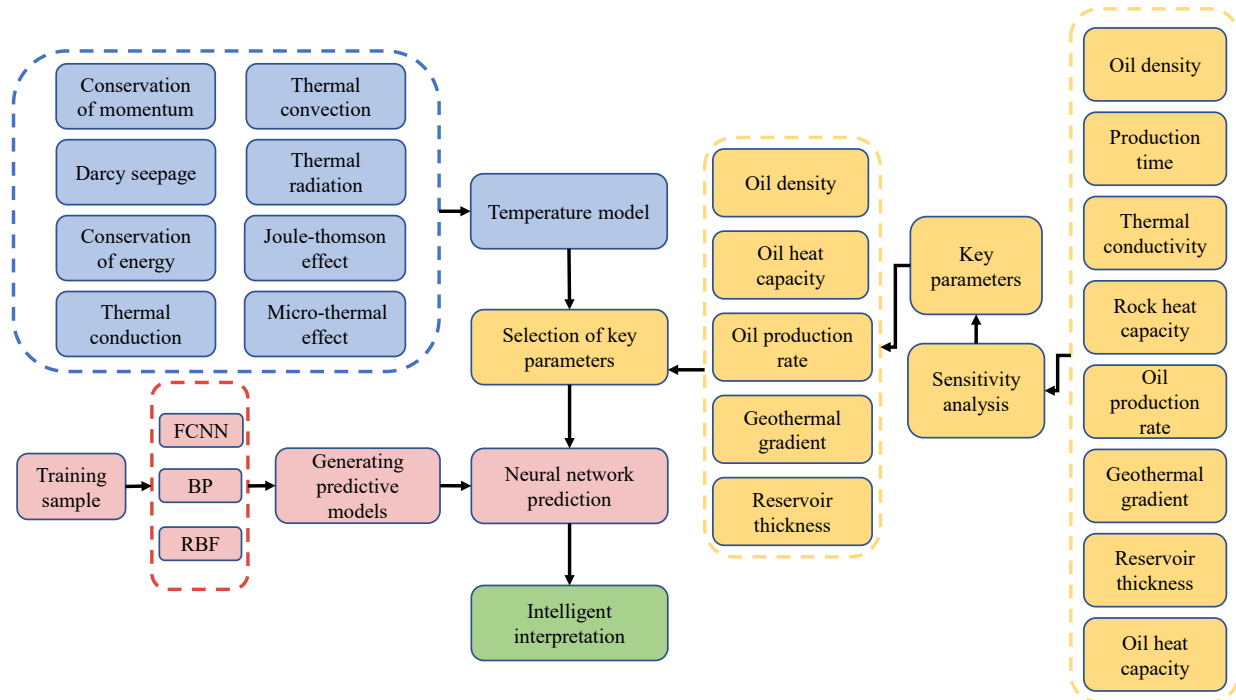 Conservation
of momentum
Thermal
convection
Darcy seepage
Thermal
radiation
Conservation
of energy
Joule-thomson
effect
Thermal
conduction
Micro-thermal
effect
Temperature model
Selection of key
parameters
Training
sample
FCNN
BP
RBF
Generating
predictive
models
Neural network
prediction
Intelligent
interpretation
Oil density
Oil heat
capacity
Oil production
rate
Geothermal
gradient
Reservoir
thickness
Key
parameters
Sensitivity
analysis
Oil density
Production
time
Thermal
conductivity
Rock heat
capacity
Oil
production
rate
Geothermal
gradient
Reservoir
thickness
Oil heat
capacity